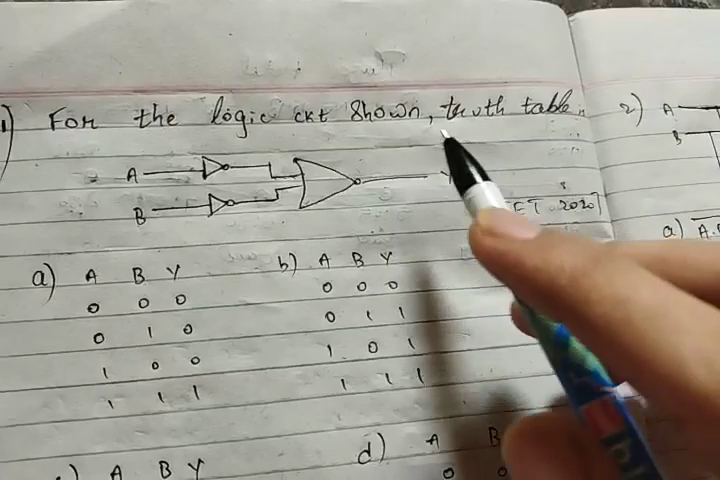 1) For the logic ckt shown, truth table
A
B
Y
ET 2020]
a) A B Y
0 0 0
0 1 0
1 0 0
1 1 1
b) A B Y
0 0 0
0 1 1
1 0 1
1 1 1
c) A B Y
d) A B
0 0
2) A
B
a)